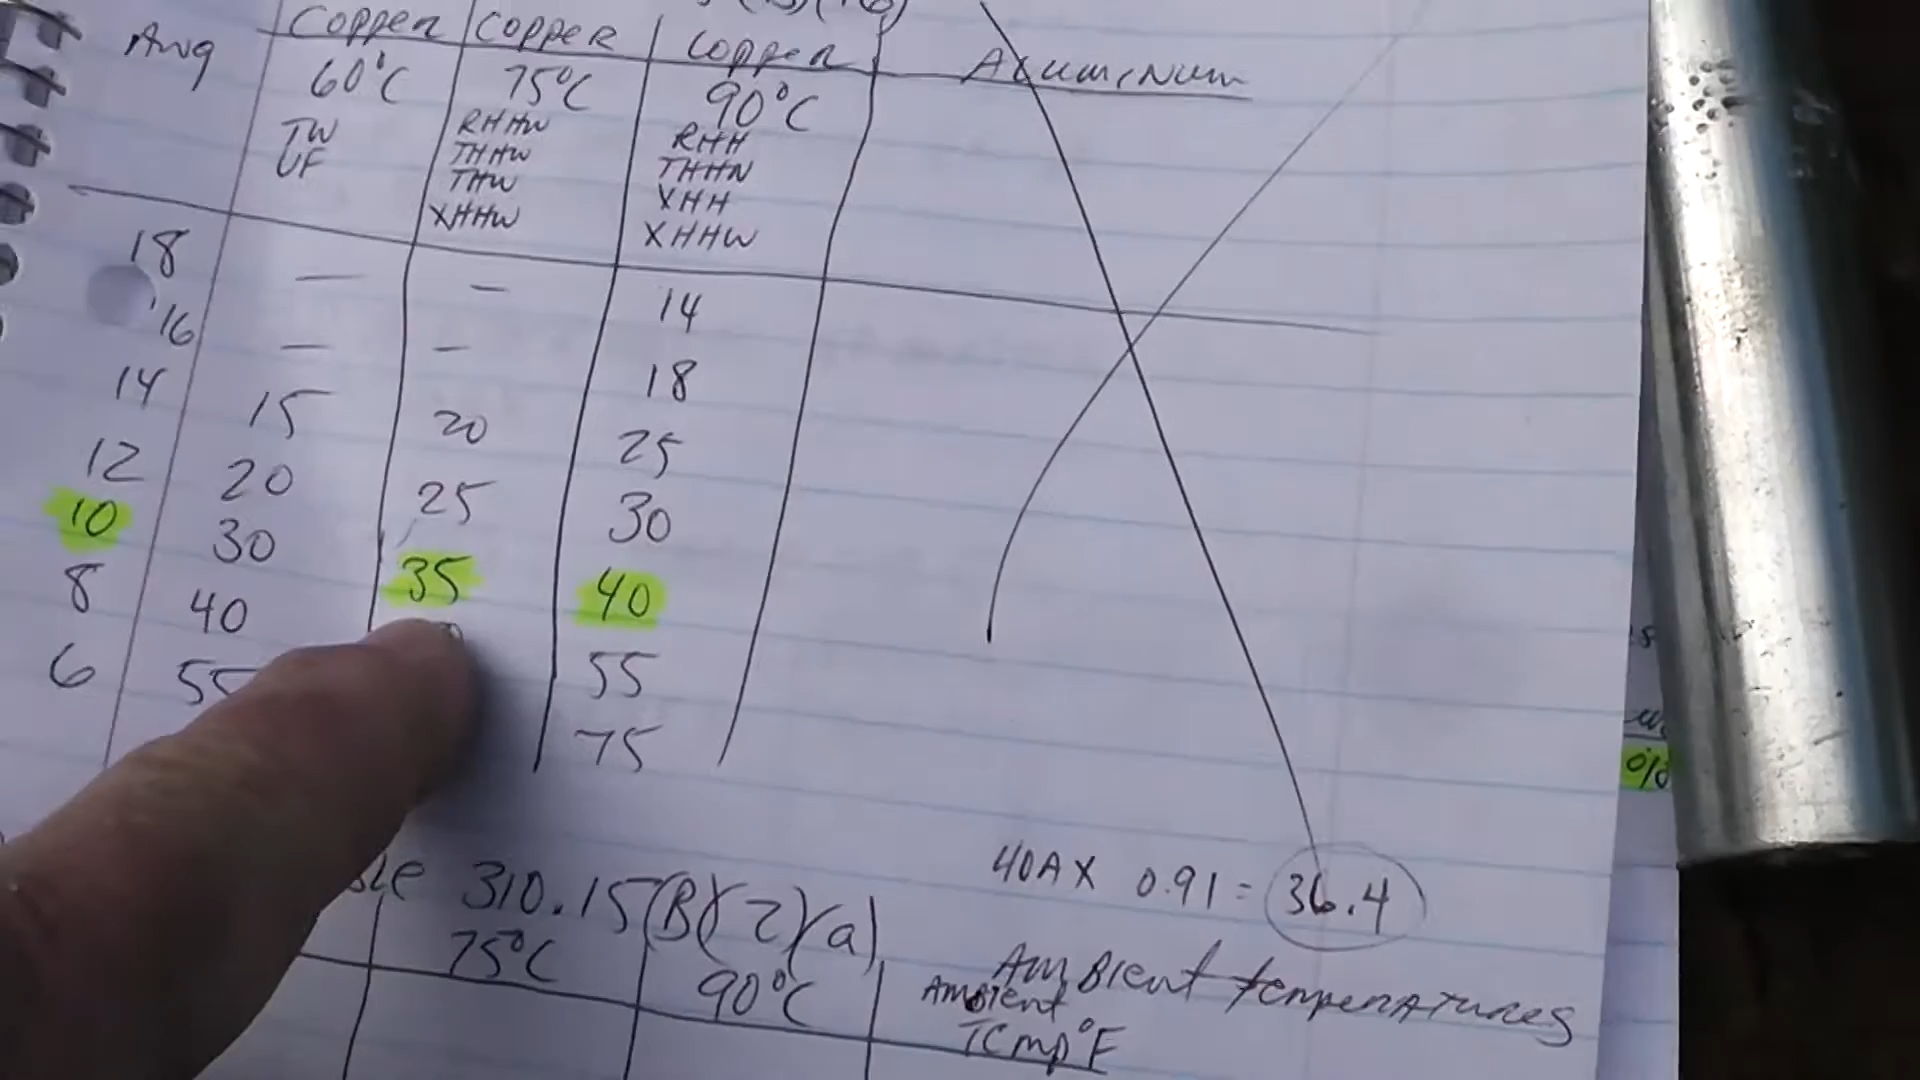 Awg Copper Copper Copper Aluminum
60°C 75°C 90°C
TW RHHW RHH
UF THHW THHN
THW XHH
XHHW XHHW
18 — — 14
16 — — 18
14 15 20 25
12 20 25 30
10 30 35 40
8 40 55
6 75
310.15(B)(2)(a)
40A X 0.91 = 36.4
75°C 90°C
Ambient temperatures
Ambient
Temp°F
%